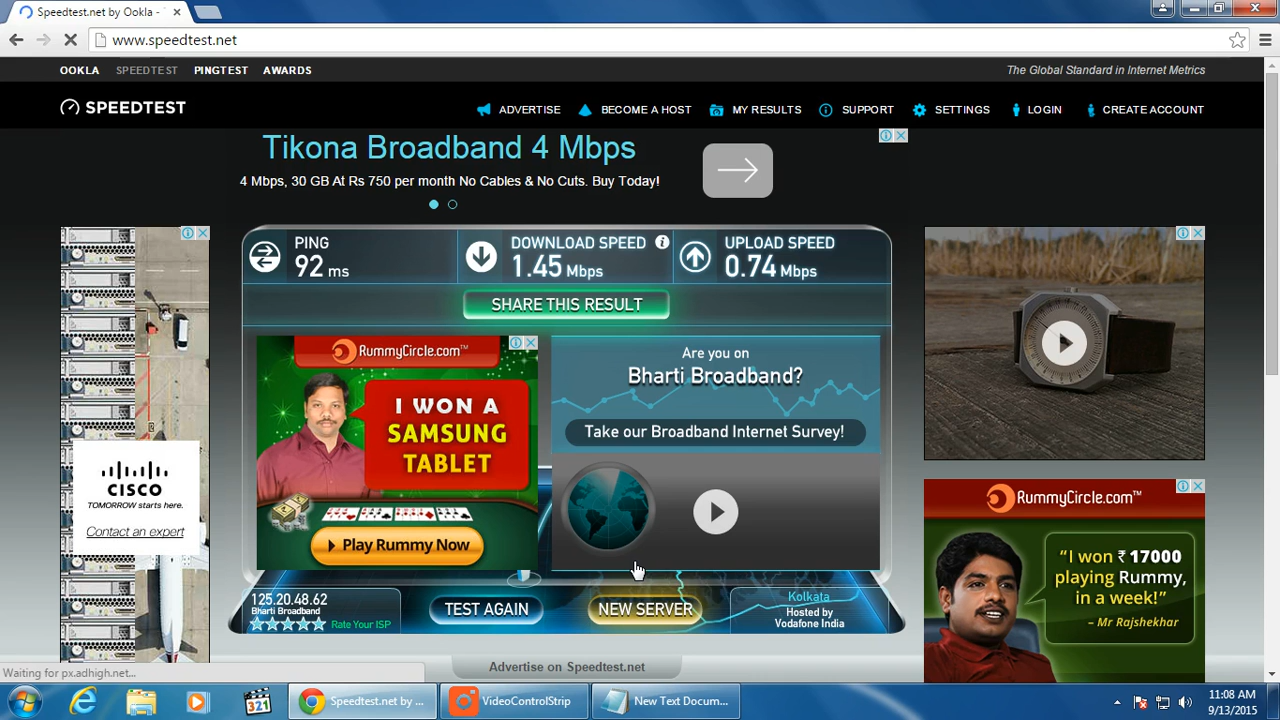 Speedtest.net by Ookla -
www.speedtest.net
OOKLA SPEEDTEST PINGTEST AWARDS
The Global Standard in Internet Metrics
SPEEDTEST
ADVERTISE BECOME A HOST MY RESULTS SUPPORT SETTINGS LOGIN CREATE ACCOUNT
Tikona Broadband 4 Mbps
4 Mbps, 30 GB At Rs 750 per month No Cables & No Cuts. Buy Today!
PING
92 ms
DOWNLOAD SPEED
1.45 Mbps
UPLOAD SPEED
0.74 Mbps
SHARE THIS RESULT
RummyCircle.com™
I WON A
SAMSUNG
TABLET
Play Rummy Now
Are you on
Bharti Broadband?
Take our Broadband Internet Survey!
CISCO
TOMORROW starts here.
Contact an expert
RummyCircle.com™
“I won ₹ 17000
playing Rummy,
in a week!”
– Mr Rajshekhar
125.20.48.62
Bharti Broadband
Rate Your ISP
TEST AGAIN
NEW SERVER
Kolkata
Hosted by
Vodafone India
Advertise on Speedtest.net
Waiting for px.adhigh.net...
321
Speedtest.net by ...
VideoControlStrip
New Text Docum...
11:08 AM
9/13/2015